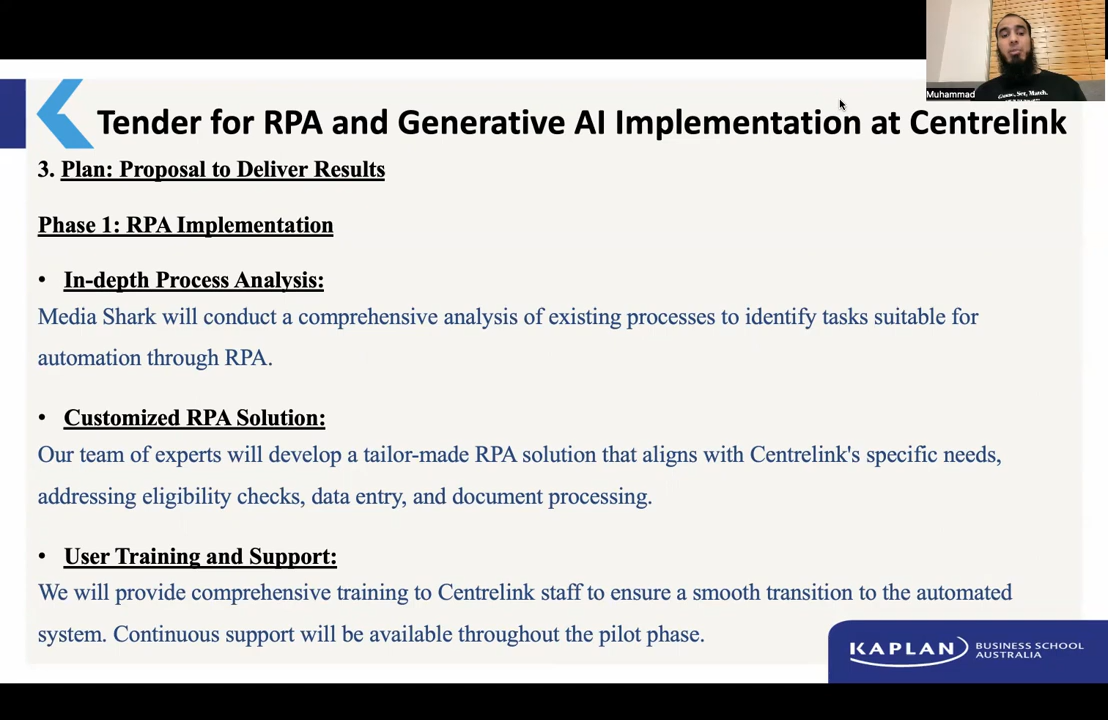 Muhammad
Tender for RPA and Generative AI Implementation at Centrelink
3. Plan: Proposal to Deliver Results
Phase 1: RPA Implementation
• In-depth Process Analysis:
Media Shark will conduct a comprehensive analysis of existing processes to identify tasks suitable for
automation through RPA.
• Customized RPA Solution:
Our team of experts will develop a tailor-made RPA solution that aligns with Centrelink's specific needs,
addressing eligibility checks, data entry, and document processing.
• User Training and Support:
We will provide comprehensive training to Centrelink staff to ensure a smooth transition to the automated
system. Continuous support will be available throughout the pilot phase.
KAPLAN
BUSINESS SCHOOL
AUSTRALIA